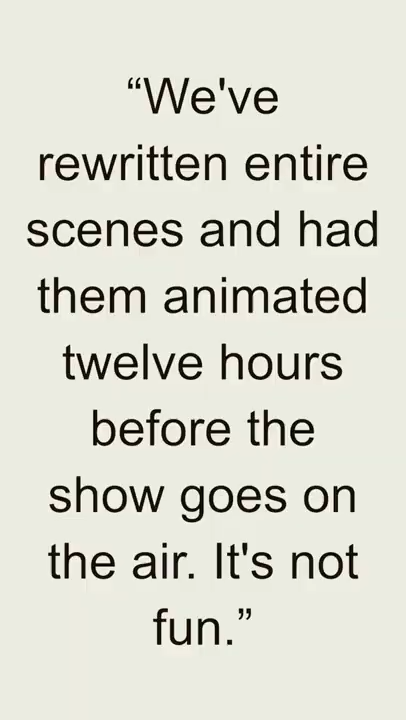 “We've
rewritten entire
scenes and had
them animated
twelve hours
before the
show goes on
the air. It's not
fun.”